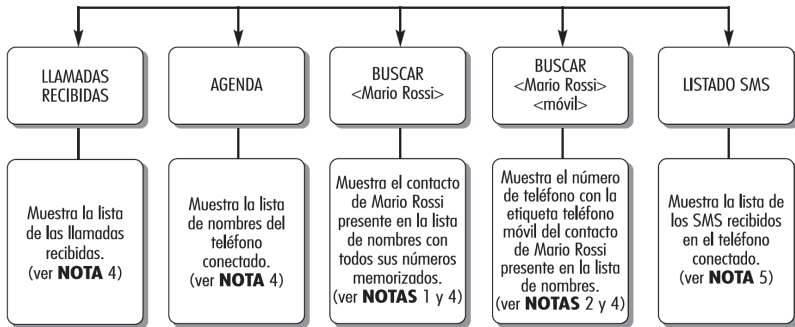 LLAMADAS
RECIBIDAS
AGENDA
BUSCAR
<Mario Rossi>
BUSCAR
<Mario Rossi>
<móvil>
LISTADO SMS
Muestra la lista
de las llamadas
recibidas.
(ver NOTA 4)
Muestra la lista
de nombres del
teléfono
conectado.
(ver NOTA 4)
Muestra el contacto
de Mario Rossi
presente en la lista
de nombres con
todos sus números
memorizados.
(ver NOTAS 1 y 4)
Muestra el número
de teléfono con la
etiqueta teléfono
móvil del contacto
de Mario Rossi
presente en la lista
de nombres.
(ver NOTAS 2 y 4)
Muestra la lista de
los SMS recibidos
en el teléfono
conectado.
(ver NOTA 5)